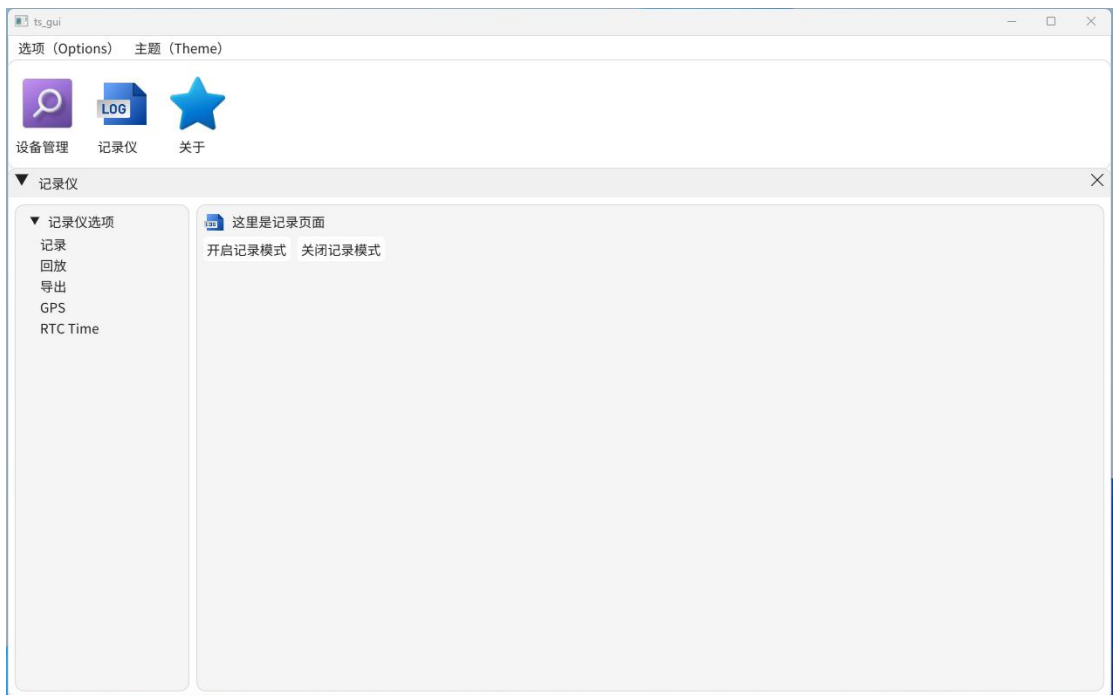 ts_gui
选项（Options） 主题（Theme）
LOG
设备管理 记录仪 关于
▼ 记录仪
▼ 记录仪选项
记录
回放
导出
GPS
RTC Time
LOG 这里是记录页面
开启记录模式 关闭记录模式